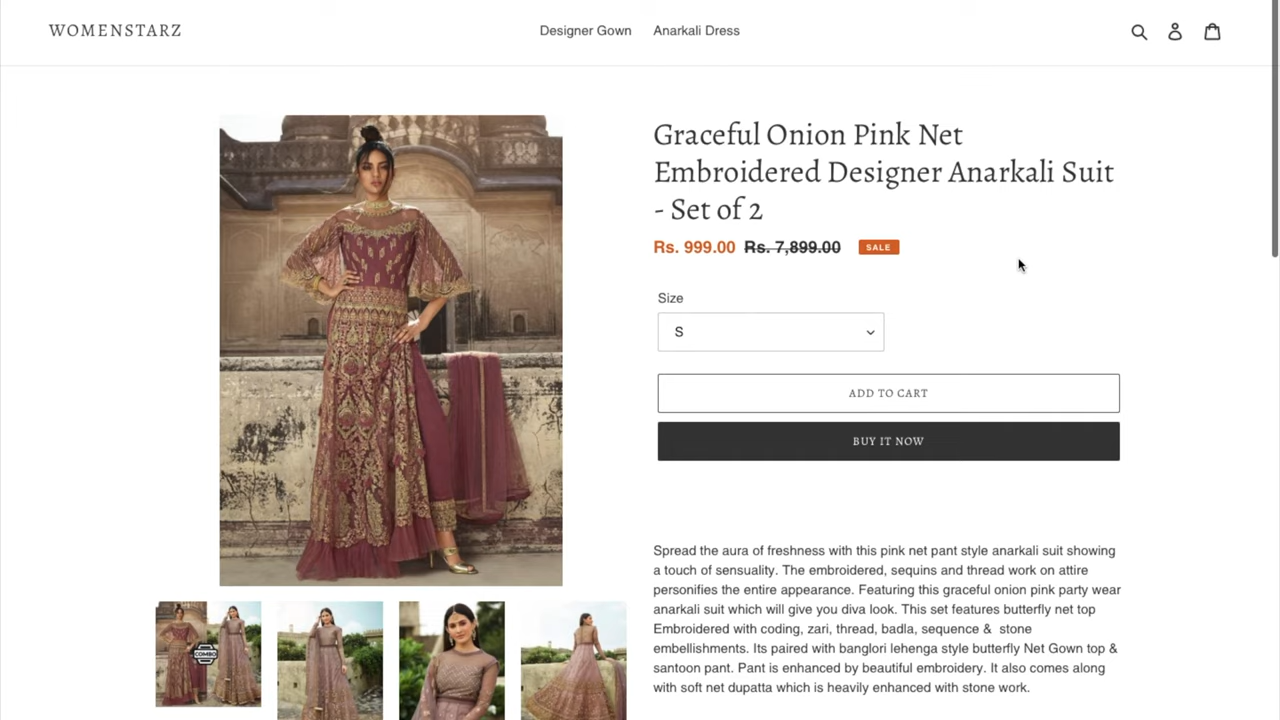 WOMENSTARZ
Designer Gown Anarkali Dress
Graceful Onion Pink Net
Embroidered Designer Anarkali Suit
- Set of 2
Rs. 999.00 Rs. 7,899.00 SALE
Size
S
ADD TO CART
BUY IT NOW
Spread the aura of freshness with this pink net pant style anarkali suit showing
a touch of sensuality. The embroidered, sequins and thread work on attire
personifies the entire appearance. Featuring this graceful onion pink party wear
anarkali suit which will give you diva look. This set features butterfly net top
Embroidered with coding, zari, thread, badla, sequence & stone
embellishments. Its paired with banglori lehenga style butterfly Net Gown top &
santoon pant. Pant is enhanced by beautiful embroidery. It also comes along
with soft net dupatta which is heavily enhanced with stone work.
COMBO